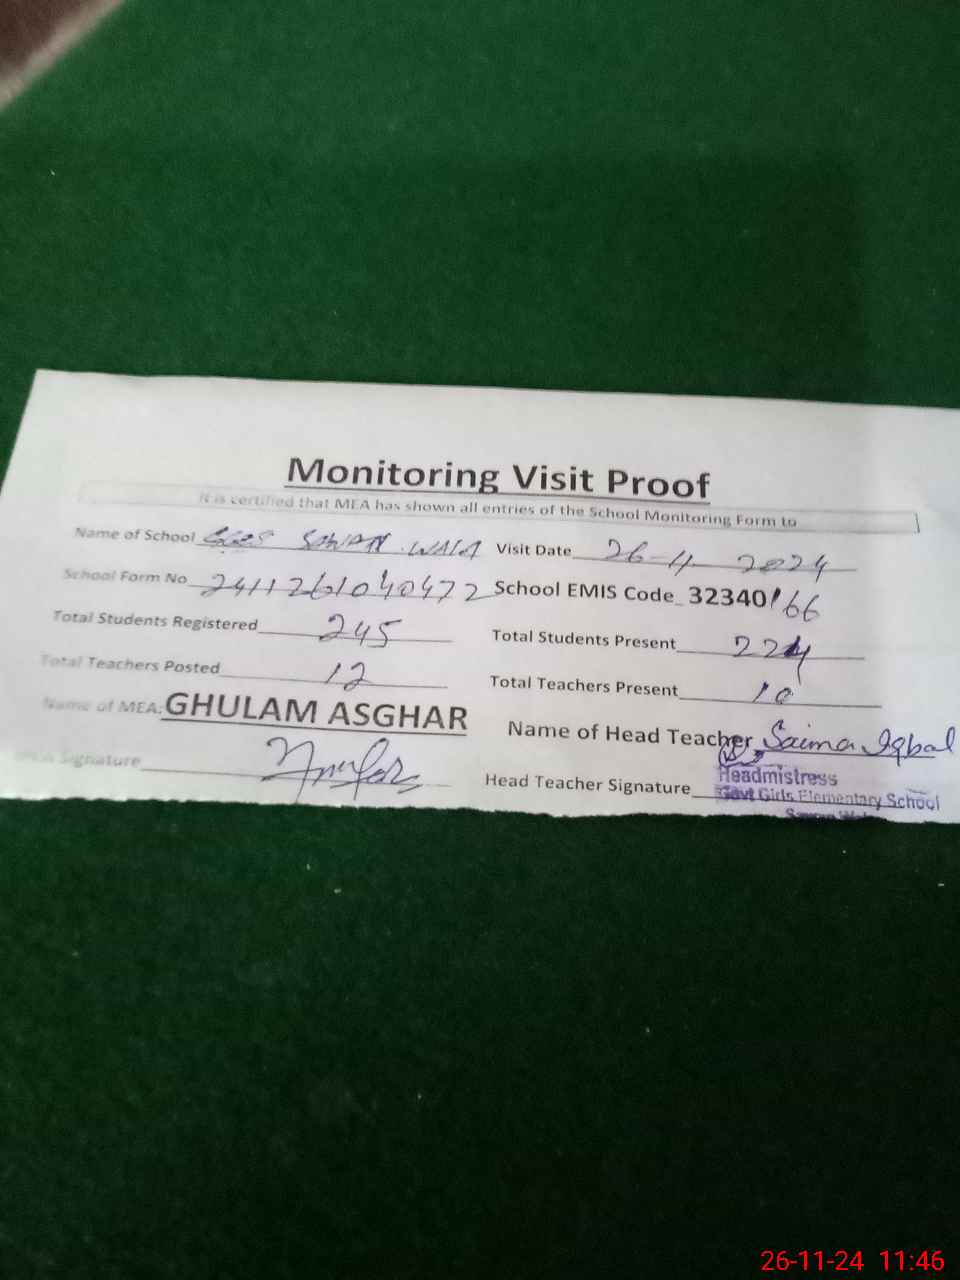 Monitoring Visit Proof
It is certified that MEA has shown all entries of the School Monitoring Form to
Name of School GGES SAWAN WALA Visit Date 26-11 2024
School Form No 2411261040472 School EMIS Code 32340166
Total Students Registered 245 Total Students Present 224
Total Teachers Posted 12 Total Teachers Present 10
Name of MEA: GHULAM ASGHAR Name of Head Teacher Saima Iqbal
Signature Head Teacher Signature
Headmistress
Govt Girls Elementary School
26-11-24 11:46